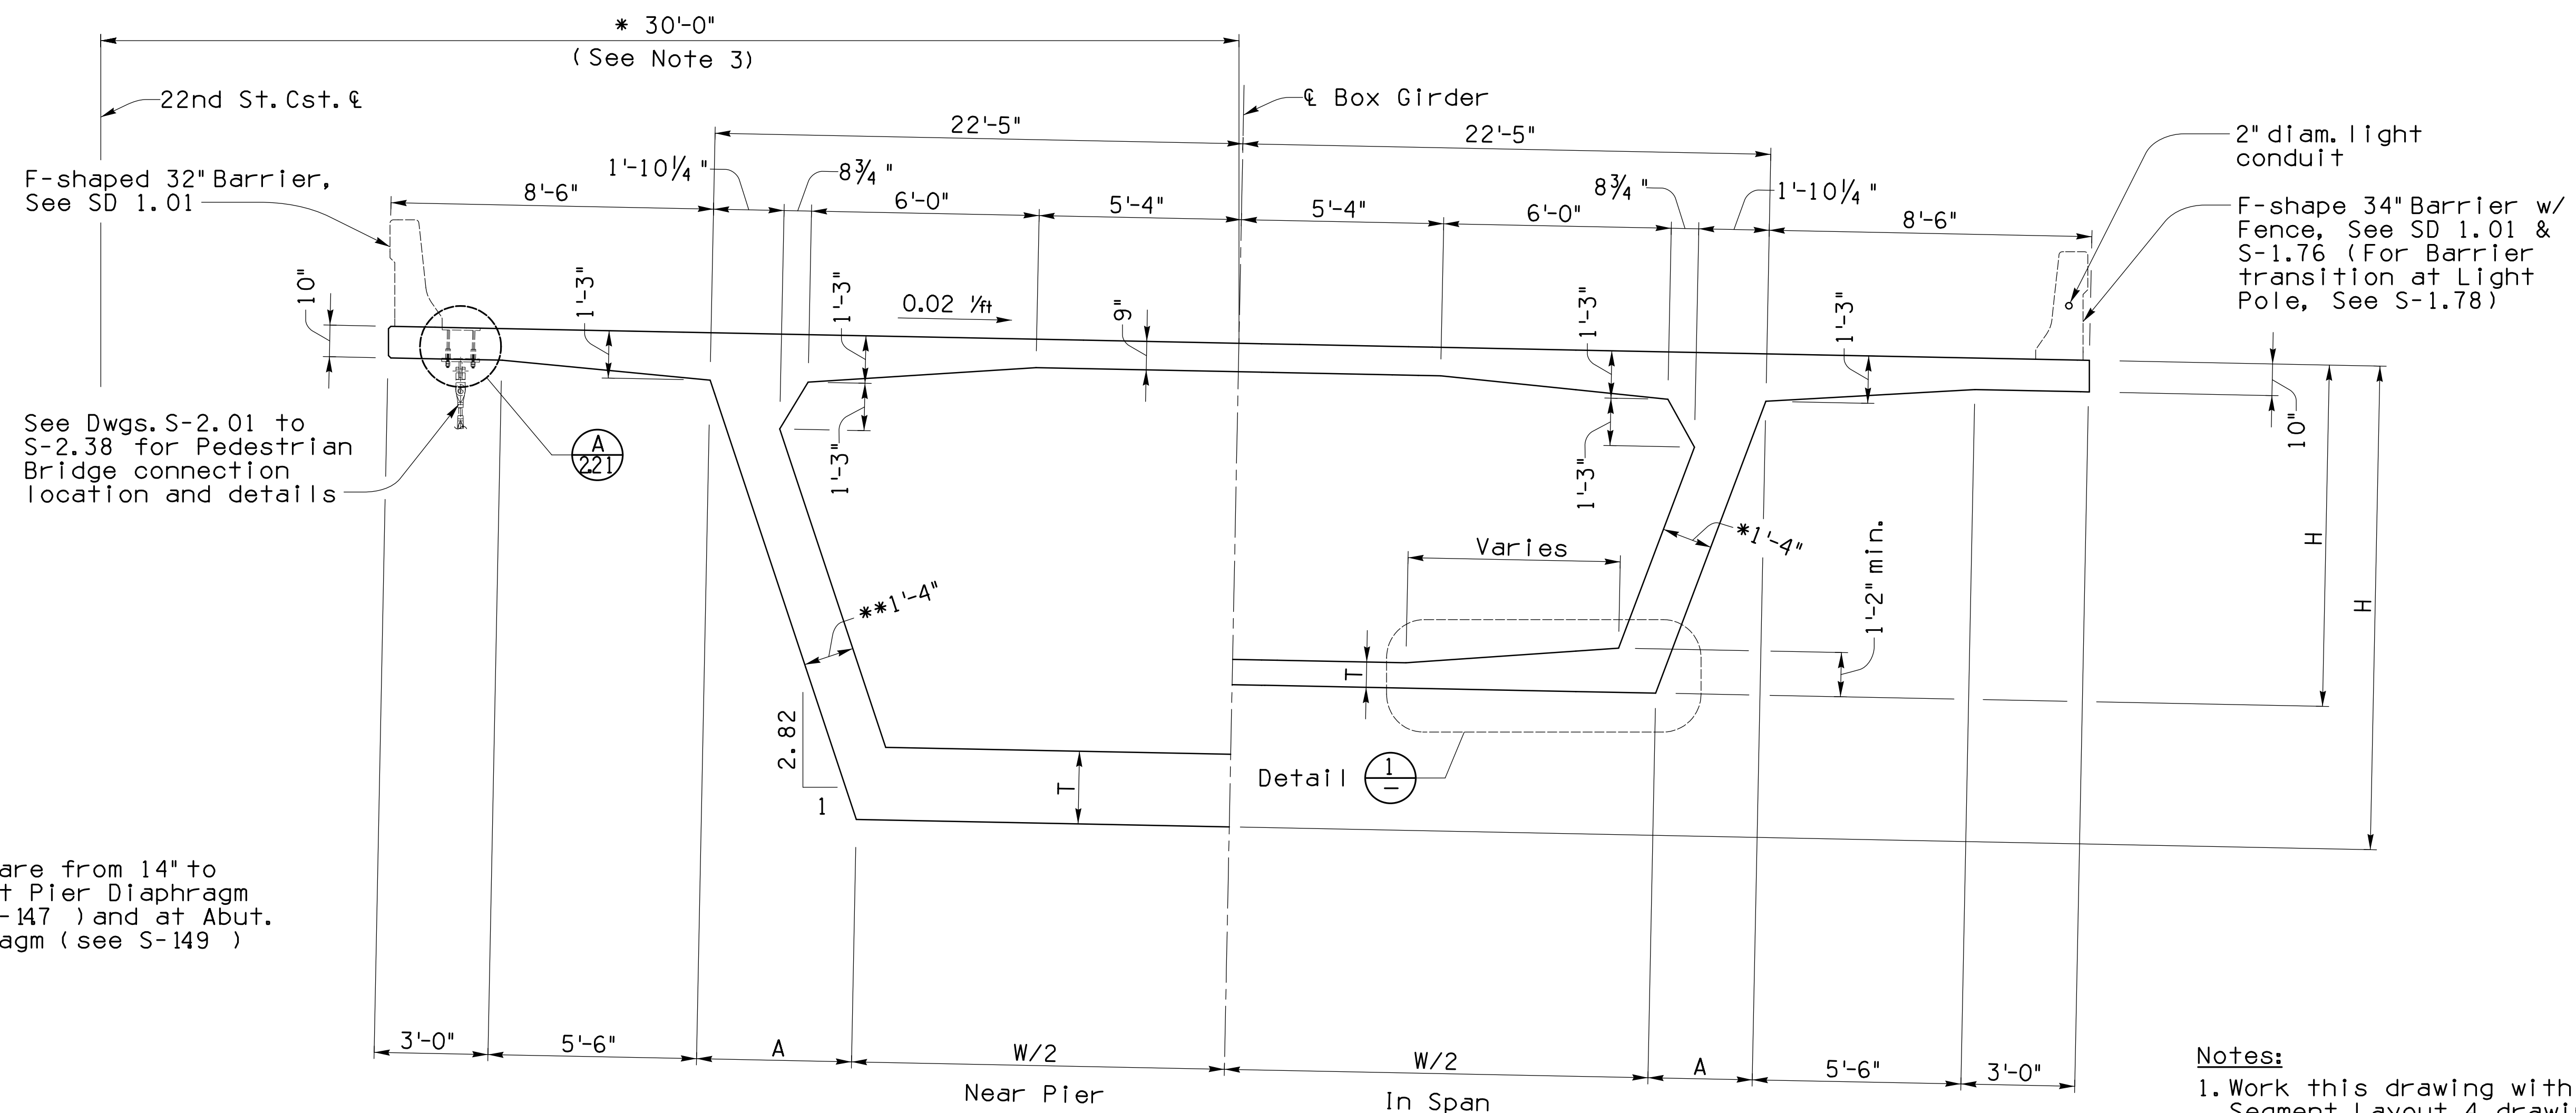 * 30'-0"
(See Note 3)
22nd St. Cst. ℄
℄ Box Girder
22'-5"
22'-5"
2" diam. light
conduit
F-shaped 32" Barrier,
See SD 1.01
8'-6"
1'-10¼"
8¾"
6'-0"
5'-4"
5'-4"
6'-0"
8¾"
1'-10¼"
8'-6"
F-shape 34" Barrier w/
Fence, See SD 1.01 &
S-1.76 (For Barrier
transition at Light
Pole, See S-1.78)
10"
1'-3"
1'-3"
0.02 '/ft
9"
1'-3"
1'-3"
10"
See Dwgs. S-2.01 to
S-2.38 for Pedestrian
Bridge connection
location and details
A
2.21
1'-3"
1'-3"
**1'-4"
Varies
*1'-4"
1'-2" min.
H
H
T
2.82
1
T
Detail
1
–
are from 14" to
t Pier Diaphragm
-147 ) and at Abut.
agm (see S-149 )
3'-0"
5'-6"
A
W/2
W/2
A
5'-6"
3'-0"
Near Pier
In Span
Notes:
1. Work this drawing with
Segment Layout 4